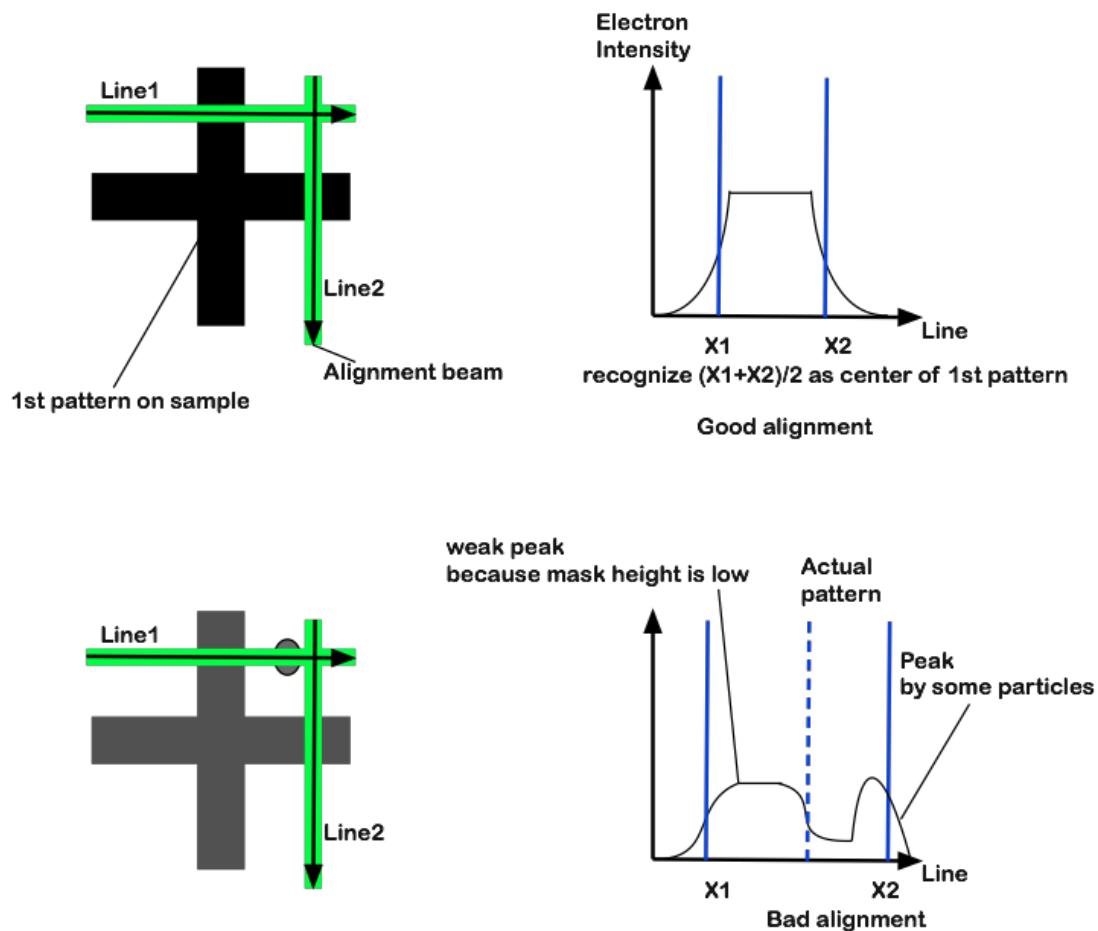 Electron
Intensity
Line1
Line2
Alignment beam
1st pattern on sample
Line
X1
X2
recognize (X1+X2)/2 as center of 1st pattern
Good alignment
weak peak
because mask height is low
Actual
pattern
Line1
Peak
by some particles
Line2
Line
X1
X2
Bad alignment